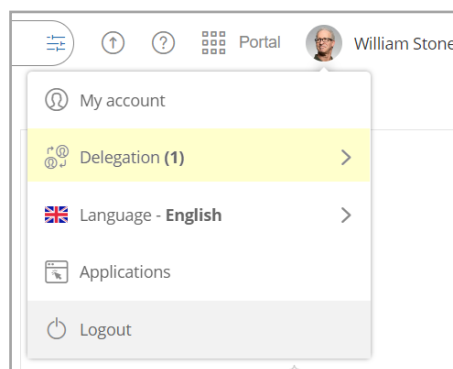 Portal
William Stone
My account
Delegation (1)
Language - English
Applications
Logout